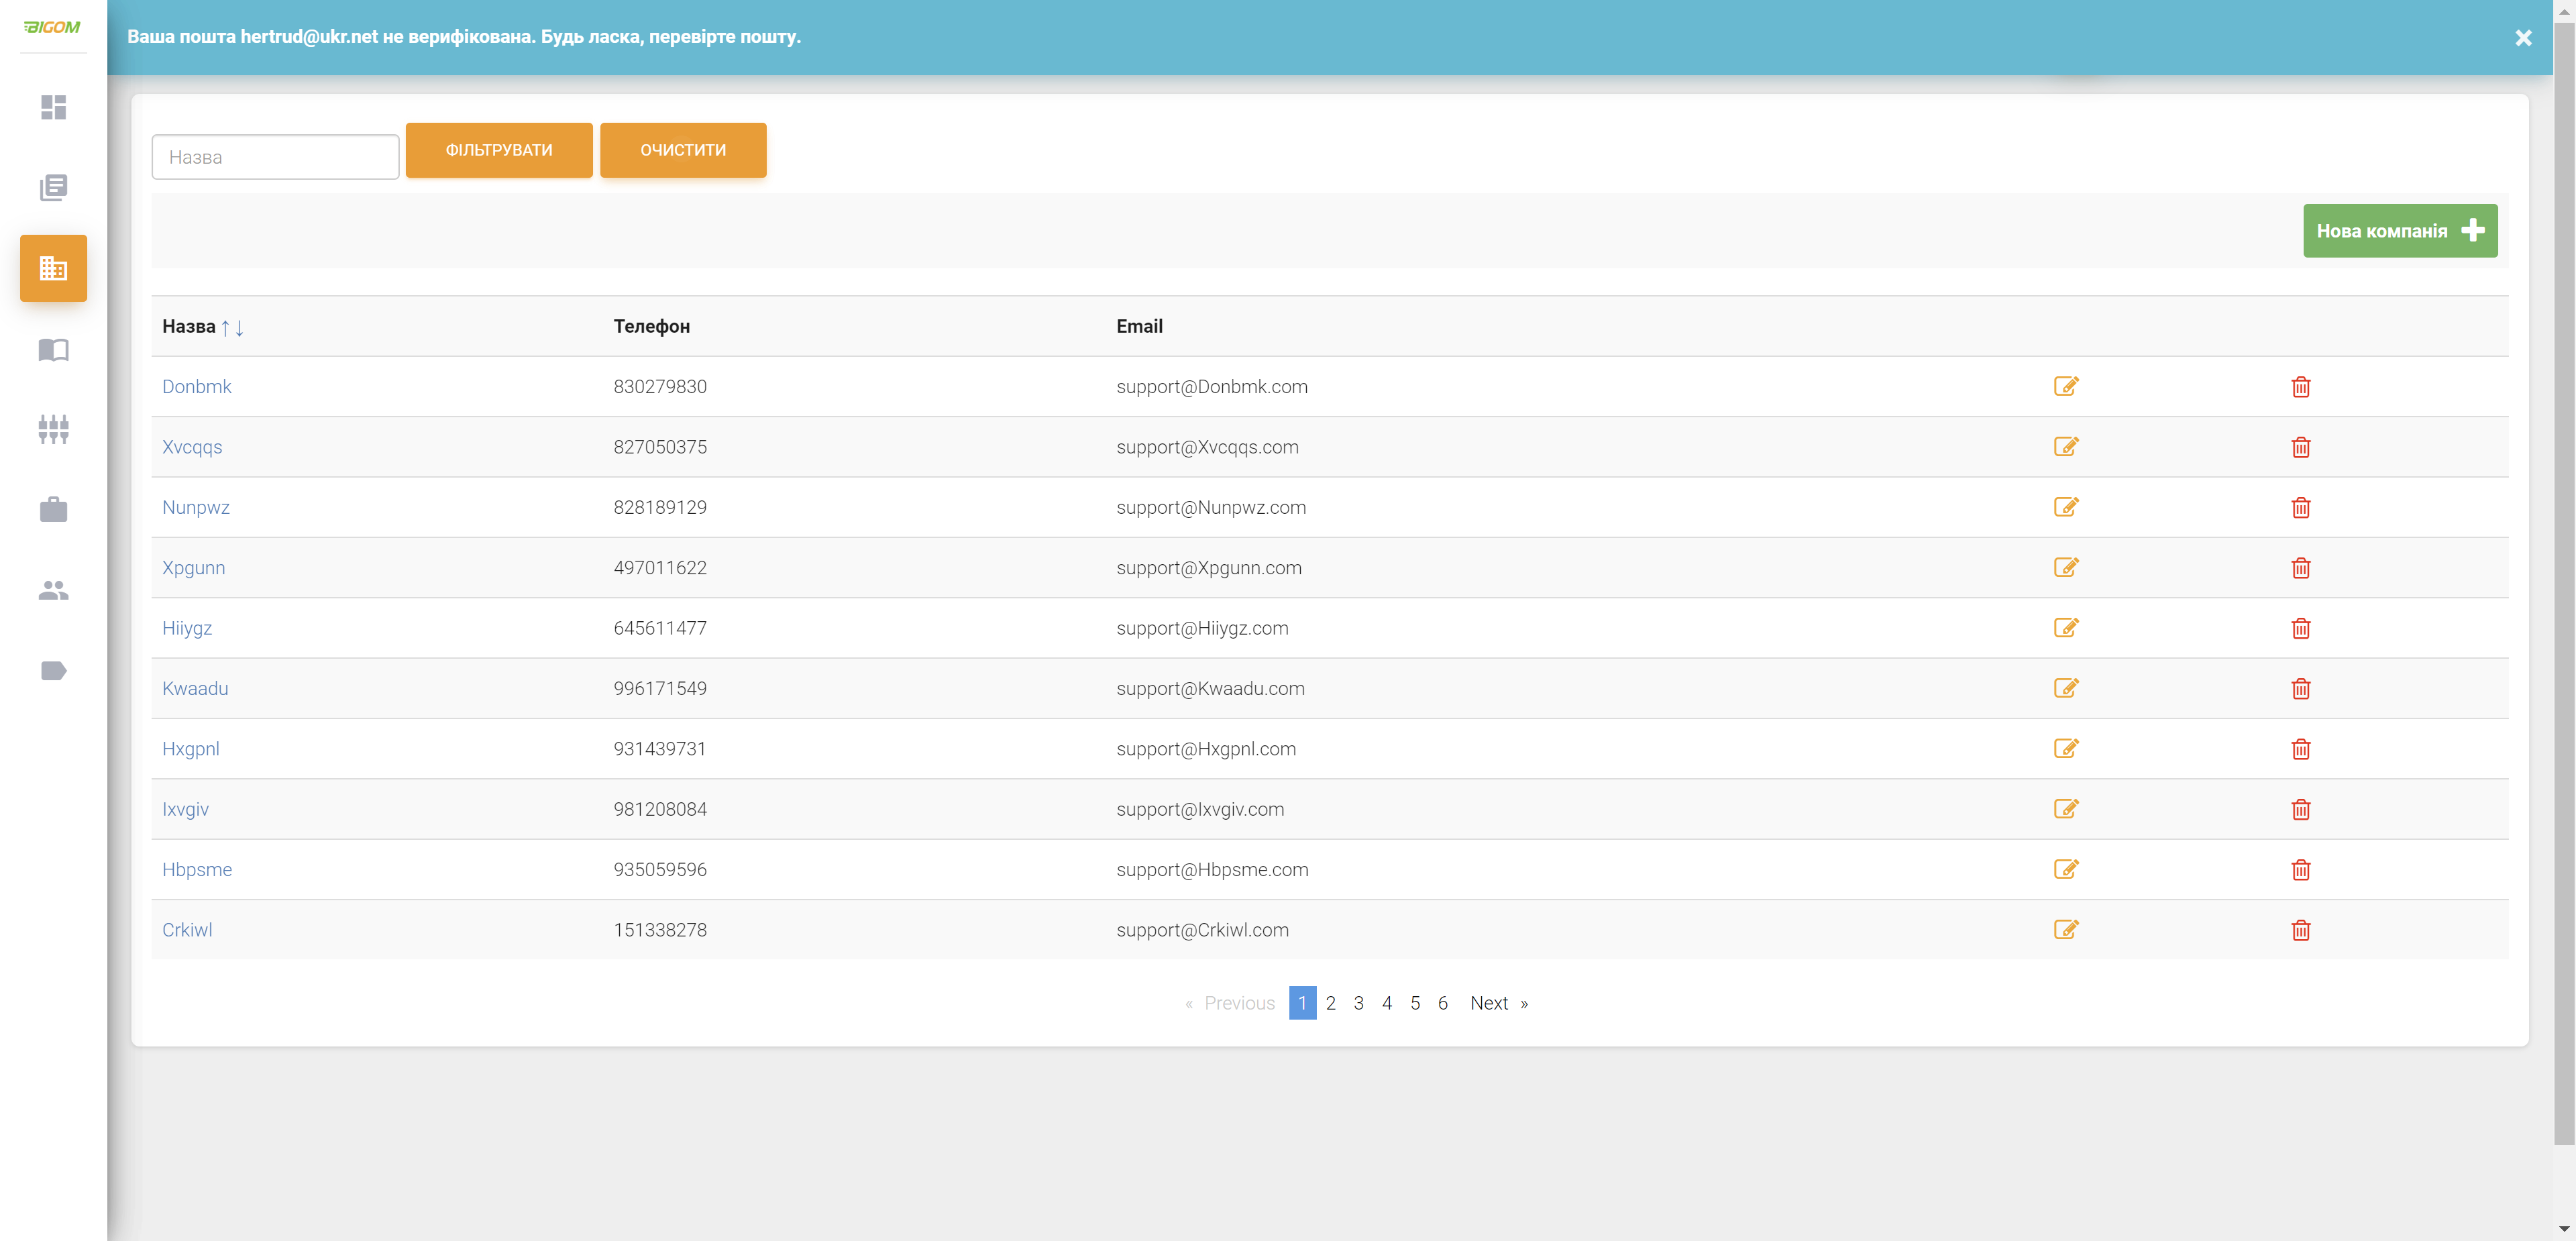 BIGOM
Ваша пошта hertrud@ukr.net не верифікована. Будь ласка, перевірте пошту.
Назва ФІЛЬТРУВАТИ ОЧИСТИТИ
Нова компанія
Назва ↑↓ Телефон Email
Donbmk 830279830 support@Donbmk.com
Xvcqqs 827050375 support@Xvcqqs.com
Nunpwz 828189129 support@Nunpwz.com
Xpgunn 497011622 support@Xpgunn.com
Hiiygz 645611477 support@Hiiygz.com
Kwaadu 996171549 support@Kwaadu.com
Hxgpnl 931439731 support@Hxgpnl.com
Ixvgiv 981208084 support@Ixvgiv.com
Hbpsme 935059596 support@Hbpsme.com
Crkiwl 151338278 support@Crkiwl.com
« Previous 1 2 3 4 5 6 Next »